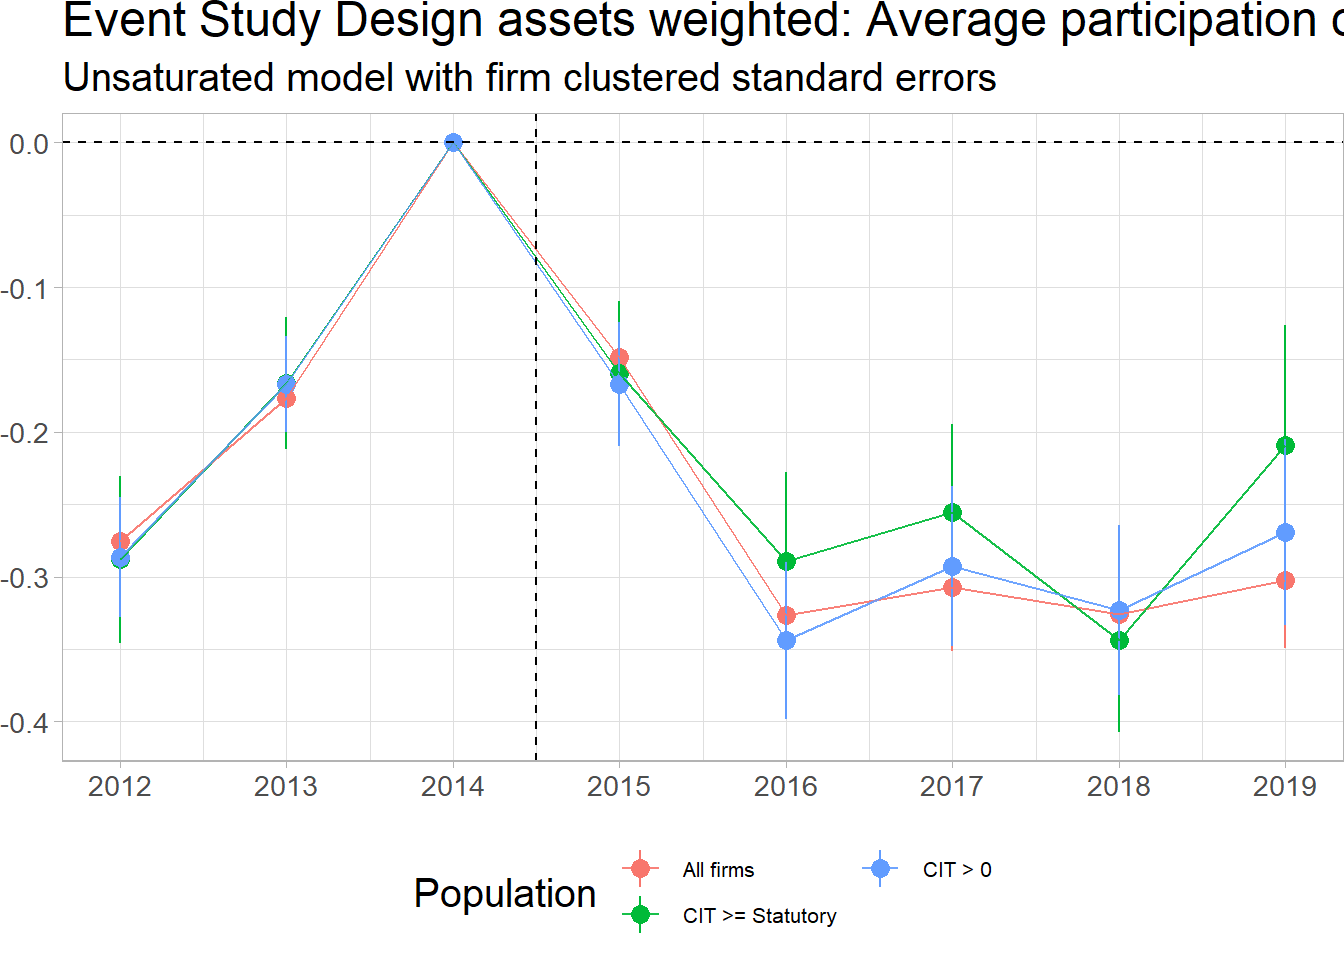 Event Study Design assets weighted: Average participation
Unsaturated model with firm clustered standard errors
0.0
-0.1
-0.2
-0.3
-0.4
2012 2013 2014 2015 2016 2017 2018 2019
Population
All firms
CIT > 0
CIT >= Statutory